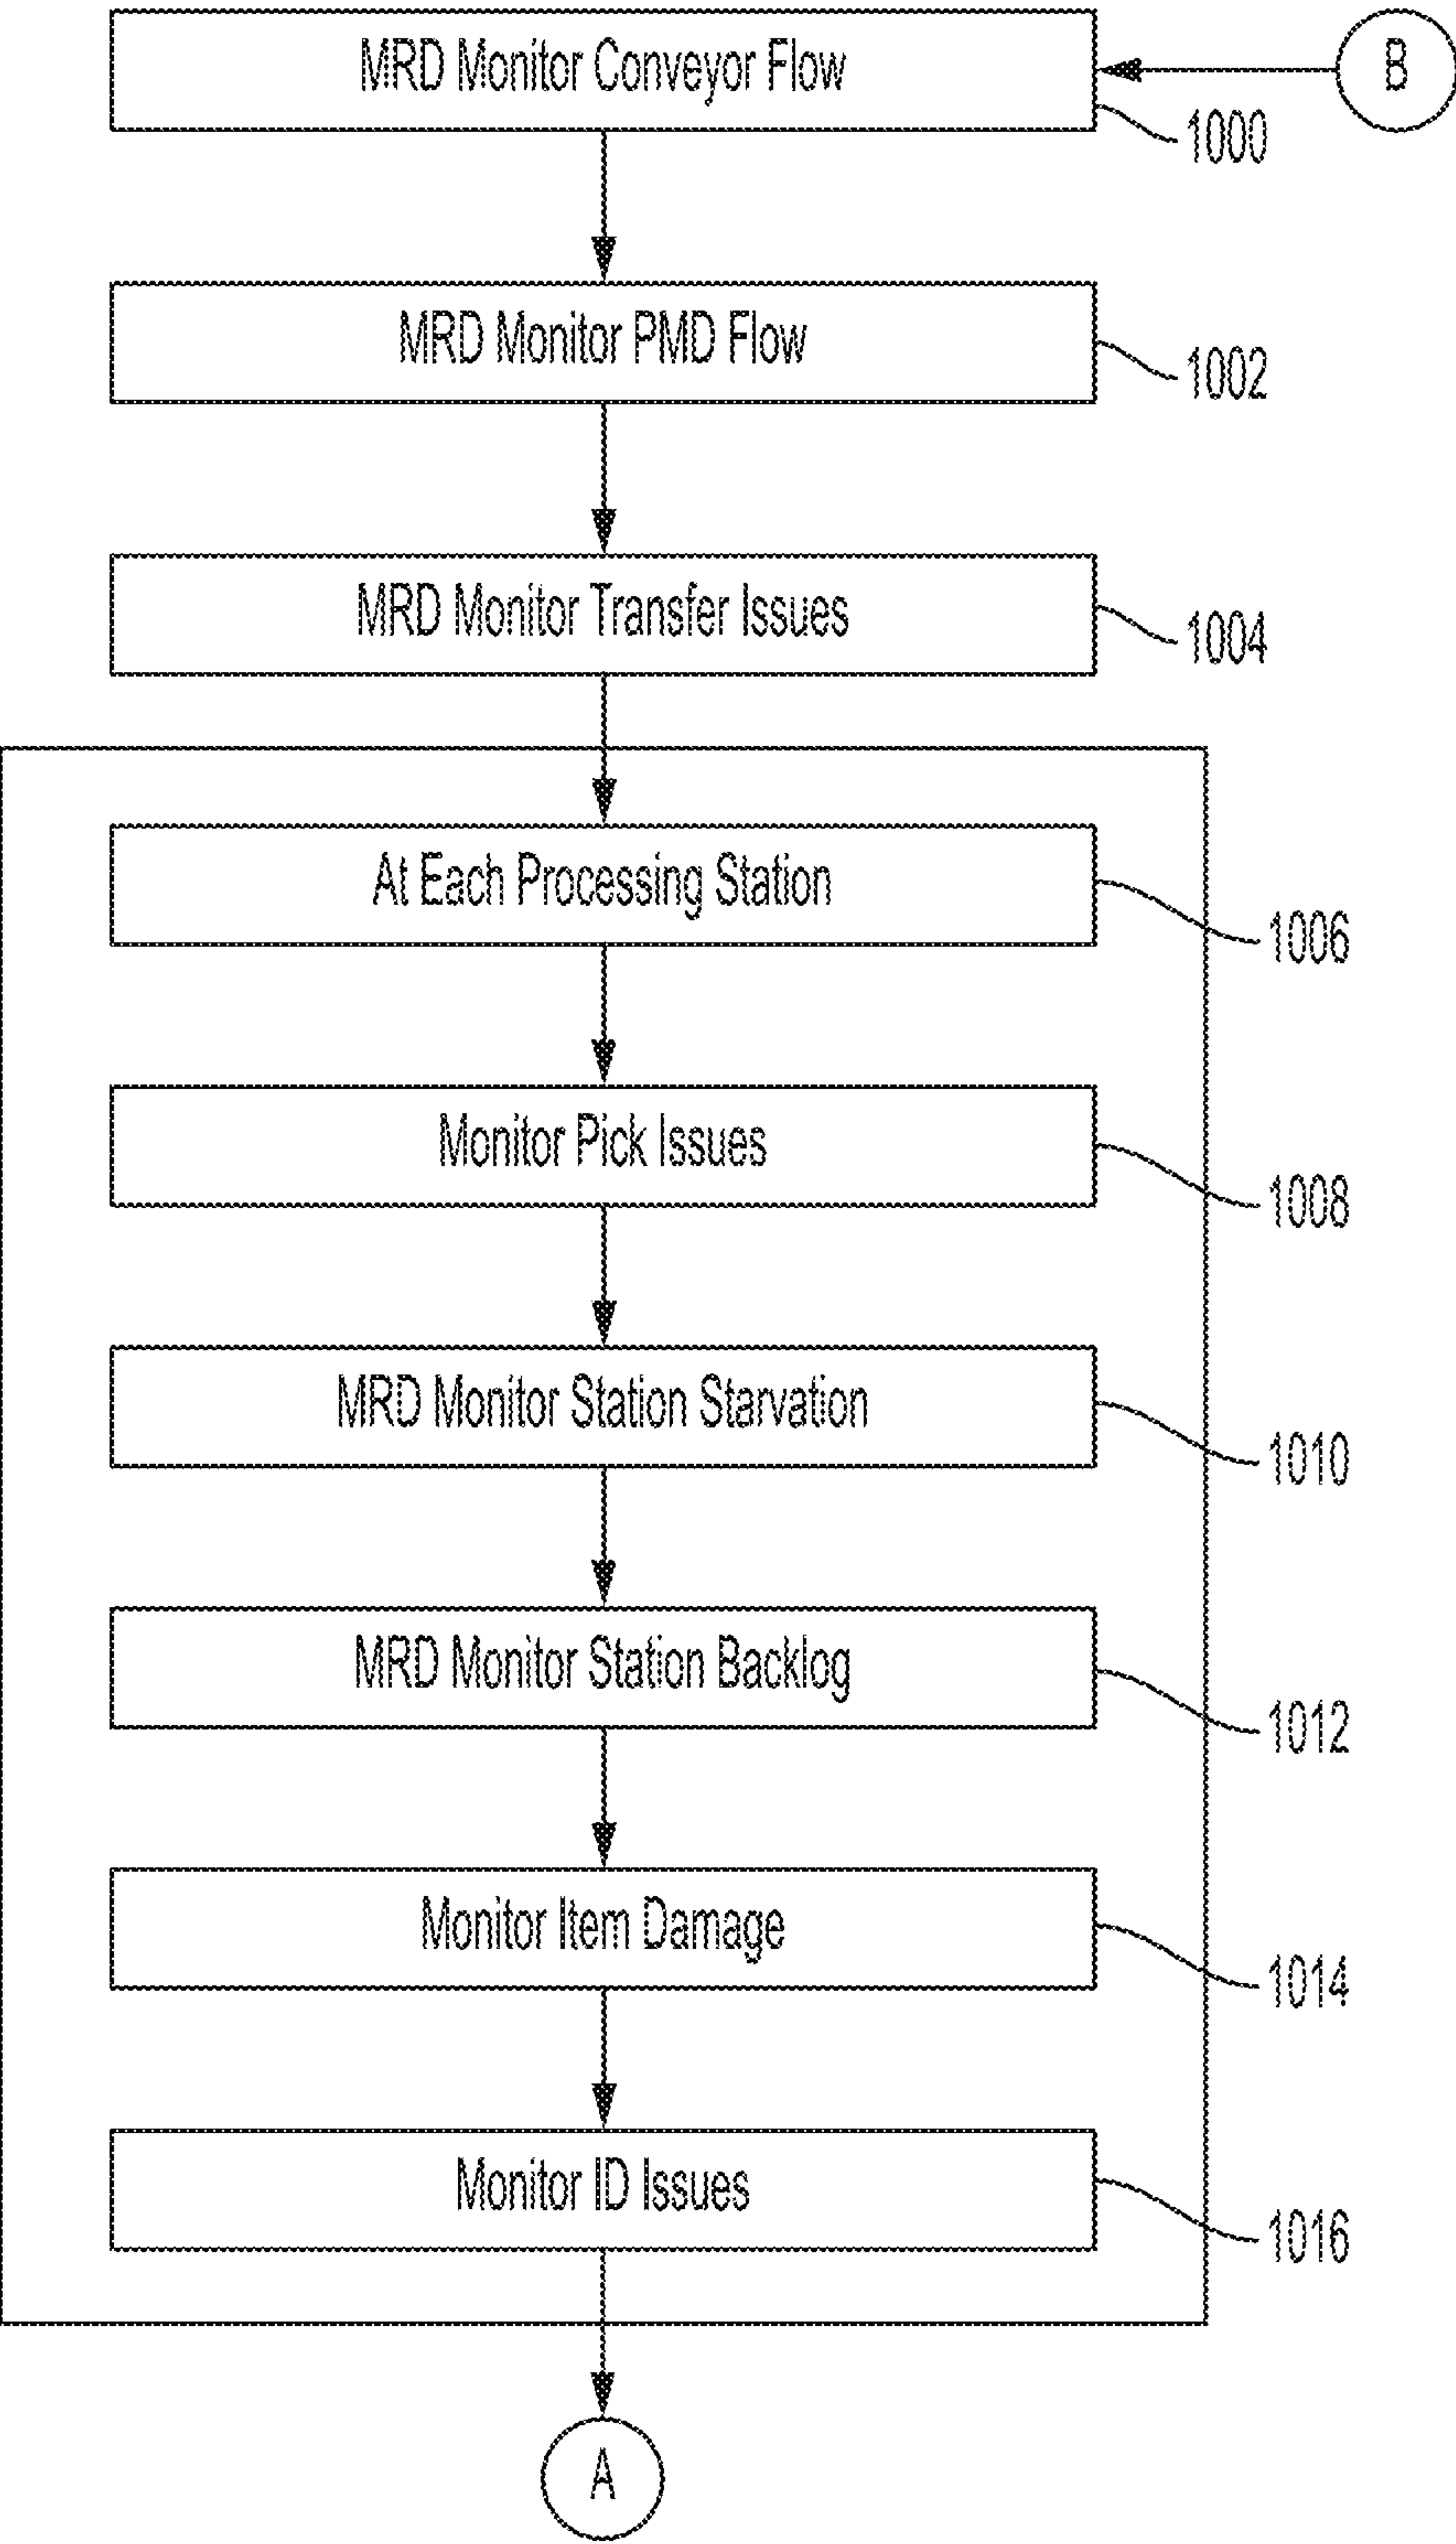 MRD Monitor Conveyor Flow
B
1000
MRD Monitor PMD Flow
1002
MRD Monitor Transfer Issues
1004
At Each Processing Station
1006
Monitor Pick Issues
1008
MRD Monitor Station Starvation
1010
MRD Monitor Station Backlog
1012
Monitor Item Damage
1014
Monitor ID Issues
1016
A